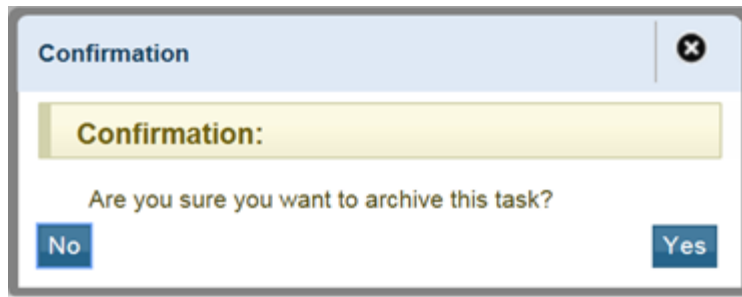 Confirmation
Confirmation:
Are you sure you want to archive this task?
No
Yes